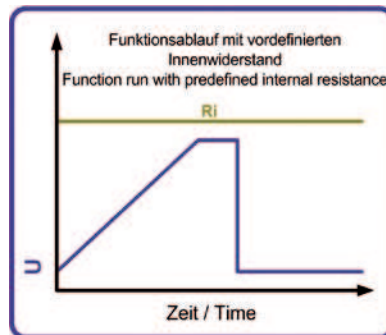 Funktionsablauf mit vordefinierten
Innenwiderstand
Function run with predefined internal resistance
Ri
U
Zeit / Time